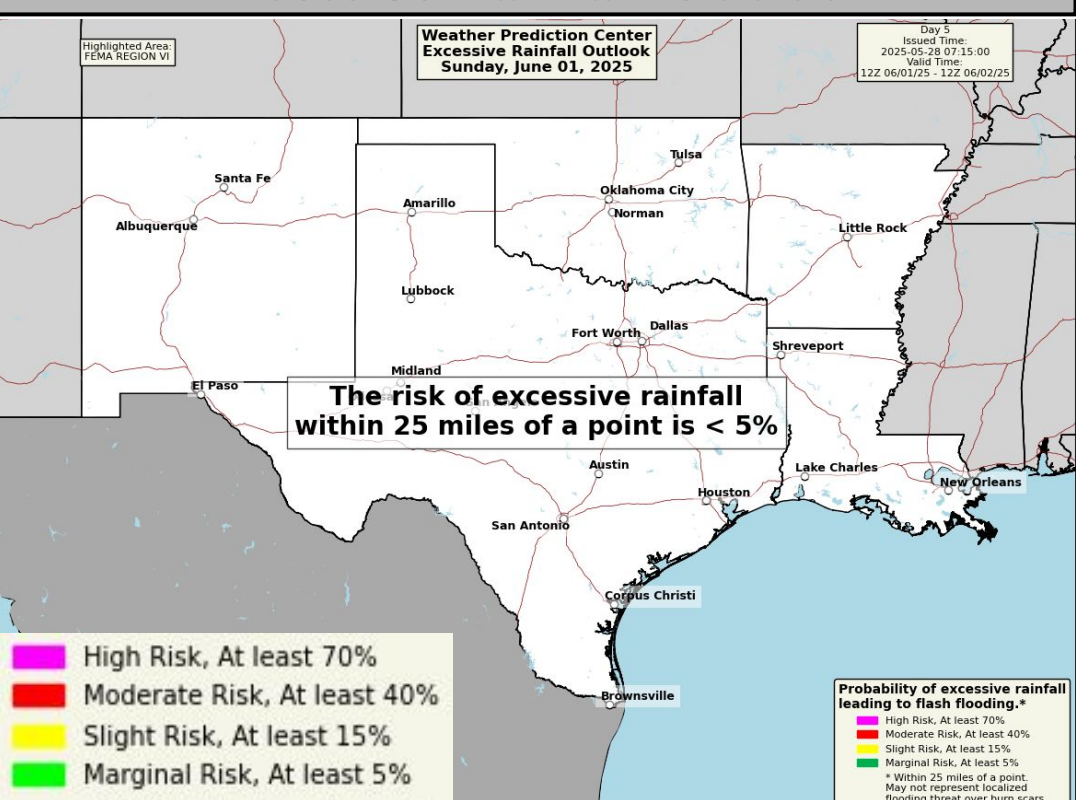 Highlighted Area:
FEMA REGION VI
Weather Prediction Center
Excessive Rainfall Outlook
Sunday, June 01, 2025
Day 5
Issued Time:
2025-05-28 07:15:00
Valid Time:
12Z 06/01/25 - 12Z 06/02/25
Tulsa
Santa Fe
Oklahoma City
Amarillo
Norman
Albuquerque
Little Rock
Lubbock
Fort Worth
Dallas
Shreveport
Midland
El Paso
The risk of excessive rainfall
within 25 miles of a point is < 5%
Austin
Lake Charles
New Orleans
Houston
San Antonio
Corpus Christi
Brownsville
High Risk, At least 70%
Moderate Risk, At least 40%
Slight Risk, At least 15%
Marginal Risk, At least 5%
Probability of excessive rainfall
leading to flash flooding.*
High Risk, At least 70%
Moderate Risk, At least 40%
Slight Risk, At least 15%
Marginal Risk, At least 5%
* Within 25 miles of a point.
May not represent localized
flooding threat over burn scars